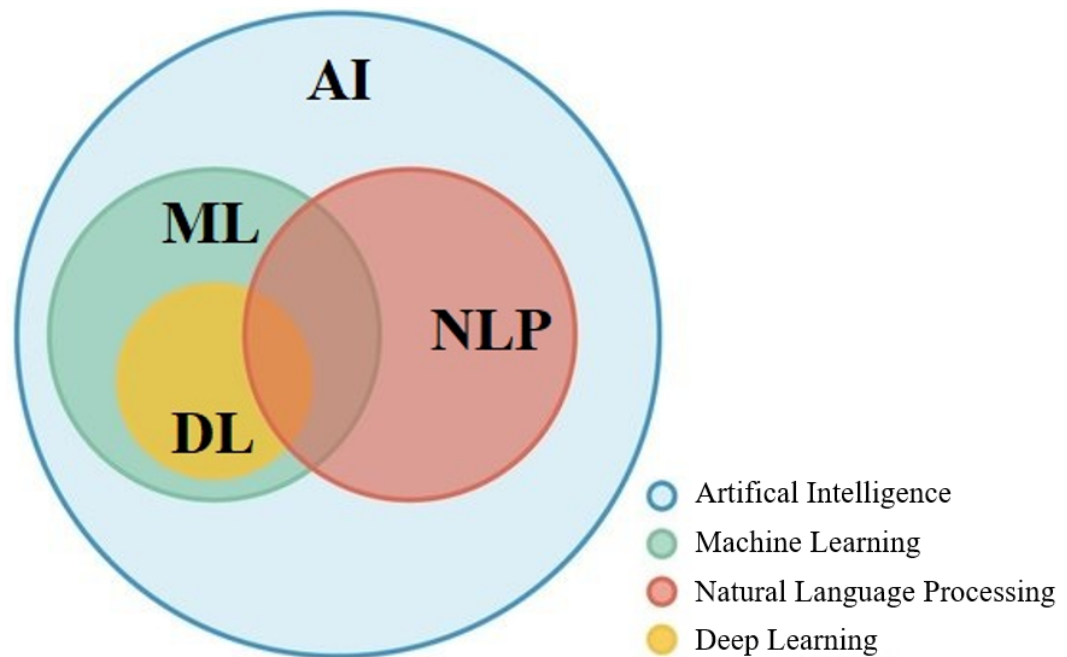 AI
ML
NLP
DL
Artifical Intelligence
Machine Learning
Natural Language Processing
Deep Learning